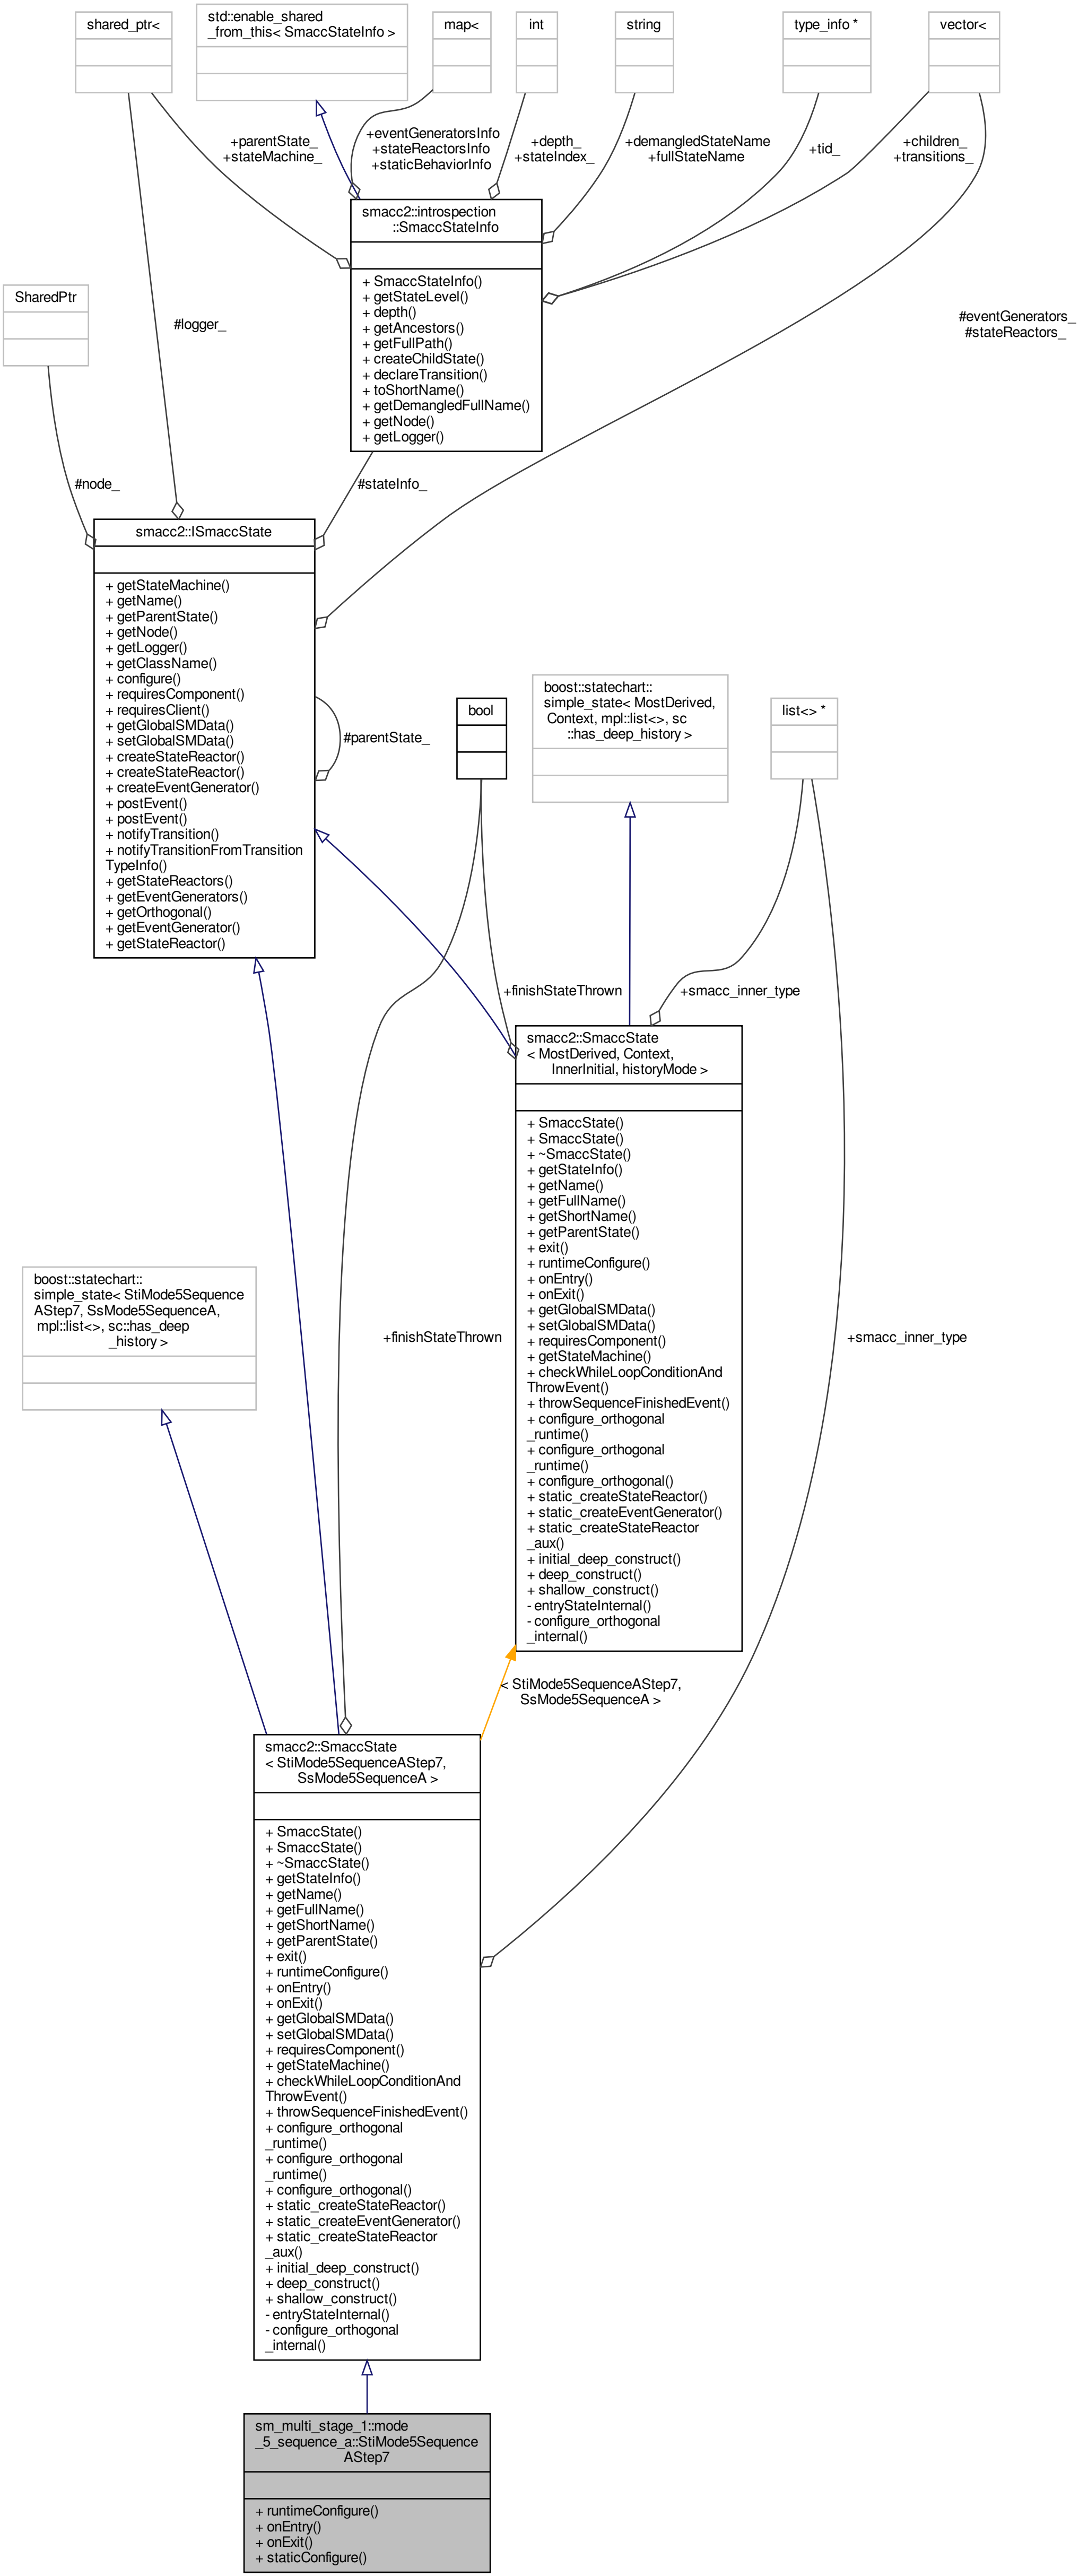 shared_ptr<
std::enable_shared
_from_this< SmaccStateInfo >
map<
int
string
type_info *
vector<
+parentState_
+stateMachine_
+eventGeneratorsInfo
+stateReactorsInfo
+staticBehaviorInfo
+depth_
+stateIndex_
+demangledStateName
+fullStateName
+tid_
+children_
+transitions_
smacc2::introspection
::SmaccStateInfo
+ SmaccStateInfo()
+ getStateLevel()
+ depth()
+ getAncestors()
+ getFullPath()
+ createChildState()
+ declareTransition()
+ toShortName()
+ getDemangledFullName()
+ getNode()
+ getLogger()
SharedPtr
#logger_
#eventGenerators_
#stateReactors_
#node_
#stateInfo_
smacc2::ISmaccState
+ getStateMachine()
+ getName()
+ getParentState()
+ getNode()
+ getLogger()
+ getClassName()
+ configure()
+ requiresComponent()
+ requiresClient()
+ getGlobalSMData()
+ setGlobalSMData()
+ createStateReactor()
+ createStateReactor()
+ createEventGenerator()
+ postEvent()
+ postEvent()
+ notifyTransition()
+ notifyTransitionFromTransition
TypeInfo()
+ getStateReactors()
+ getEventGenerators()
+ getOrthogonal()
+ getEventGenerator()
+ getStateReactor()
#parentState_
bool
boost::statechart::
simple_state< MostDerived,
Context, mpl::list<>, sc
::has_deep_history >
list<> *
+finishStateThrown
+smacc_inner_type
smacc2::SmaccState
< MostDerived, Context,
InnerInitial, historyMode >
+ SmaccState()
+ SmaccState()
+ ~SmaccState()
+ getStateInfo()
+ getName()
+ getFullName()
+ getShortName()
+ getParentState()
+ exit()
+ runtimeConfigure()
+ onEntry()
+ onExit()
+ getGlobalSMData()
+ setGlobalSMData()
+ requiresComponent()
+ getStateMachine()
+ checkWhileLoopConditionAnd
ThrowEvent()
+ throwSequenceFinishedEvent()
+ configure_orthogonal
_runtime()
+ configure_orthogonal
_runtime()
+ configure_orthogonal()
+ static_createStateReactor()
+ static_createEventGenerator()
+ static_createStateReactor
_aux()
+ initial_deep_construct()
+ deep_construct()
+ shallow_construct()
- entryStateInternal()
- configure_orthogonal
_internal()
boost::statechart::
simple_state< StiMode5Sequence
AStep7, SsMode5SequenceA,
mpl::list<>, sc::has_deep
_history >
+finishStateThrown
+smacc_inner_type
< StiMode5SequenceAStep7,
SsMode5SequenceA >
smacc2::SmaccState
< StiMode5SequenceAStep7,
SsMode5SequenceA >
+ SmaccState()
+ SmaccState()
+ ~SmaccState()
+ getStateInfo()
+ getName()
+ getFullName()
+ getShortName()
+ getParentState()
+ exit()
+ runtimeConfigure()
+ onEntry()
+ onExit()
+ getGlobalSMData()
+ setGlobalSMData()
+ requiresComponent()
+ getStateMachine()
+ checkWhileLoopConditionAnd
ThrowEvent()
+ throwSequenceFinishedEvent()
+ configure_orthogonal
_runtime()
+ configure_orthogonal
_runtime()
+ configure_orthogonal()
+ static_createStateReactor()
+ static_createEventGenerator()
+ static_createStateReactor
_aux()
+ initial_deep_construct()
+ deep_construct()
+ shallow_construct()
- entryStateInternal()
- configure_orthogonal
_internal()
sm_multi_stage_1::mode
_5_sequence_a::StiMode5Sequence
AStep7
+ runtimeConfigure()
+ onEntry()
+ onExit()
+ staticConfigure()